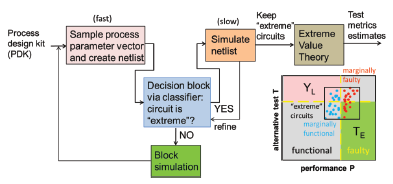 (fast)
(slow)
Process
design kit
(PDK)
Sample process
parameter vector
and create netlist
Simulate
netlist
Keep
"extreme"
circuits
Extreme
Value
Theory
Test
metrics
estimates
Decision block
via classifier:
circuit is
"extreme"?
YES
refine
NO
Block
simulation
marginally
faulty
alternative test T
Y_L
"extreme"
circuits
marginally
functional
T_E
functional
faulty
performance P